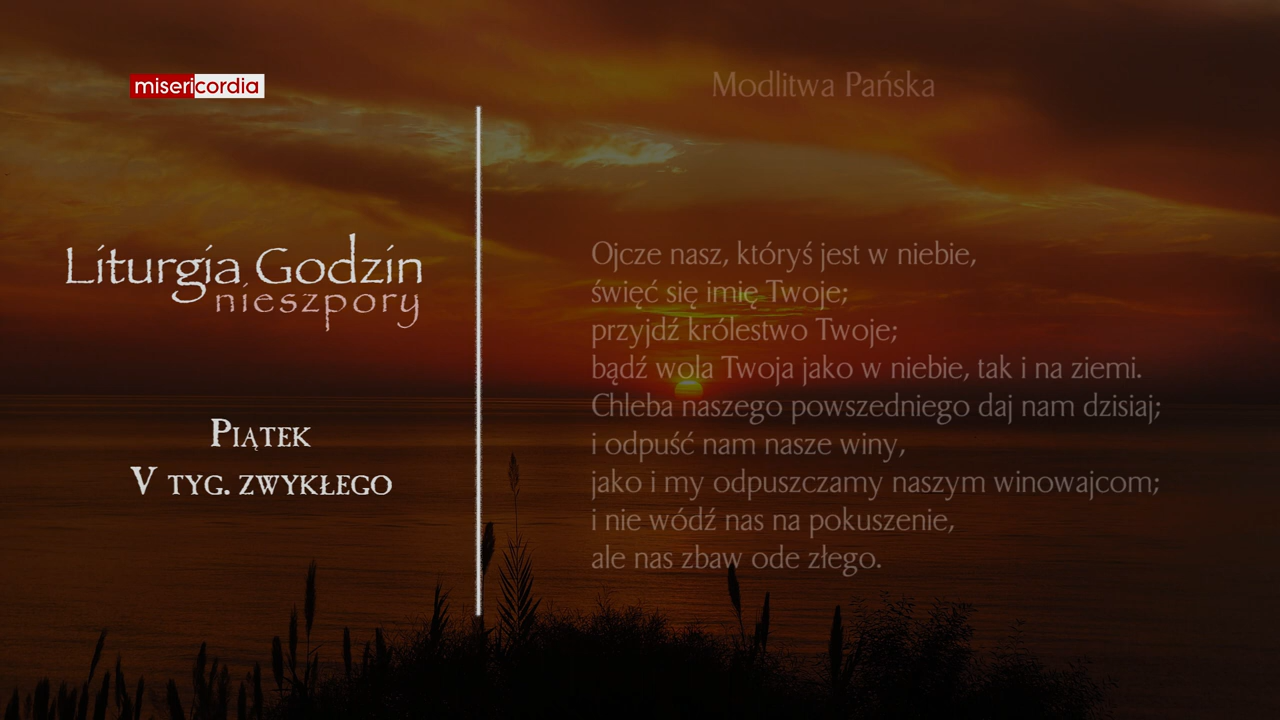 misericordia
Liturgia Godzin
nieszpory
Piątek
V tyg. zwykłego
Modlitwa Pańska
Ojcze nasz, któryś jest w niebie,
święć się imię Twoje;
przyjdź królestwo Twoje;
bądź wola Twoja jako w niebie, tak i na ziemi.
Chleba naszego powszedniego daj nam dzisiaj;
i odpuść nam nasze winy,
jako i my odpuszczamy naszym winowajcom;
i nie wódź nas na pokuszenie,
ale nas zbaw ode złego.